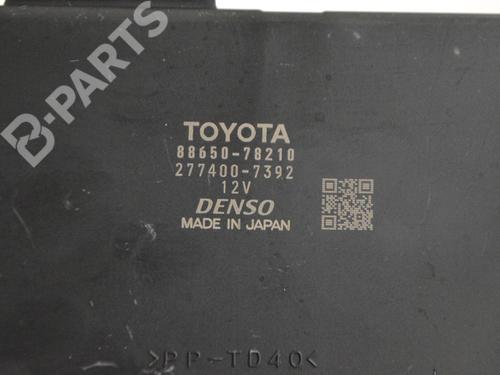 B-PARTS
TOYOTA
88650-78210
277400-7392
12V
DENSO
MADE IN JAPAN
>PP-TD40<